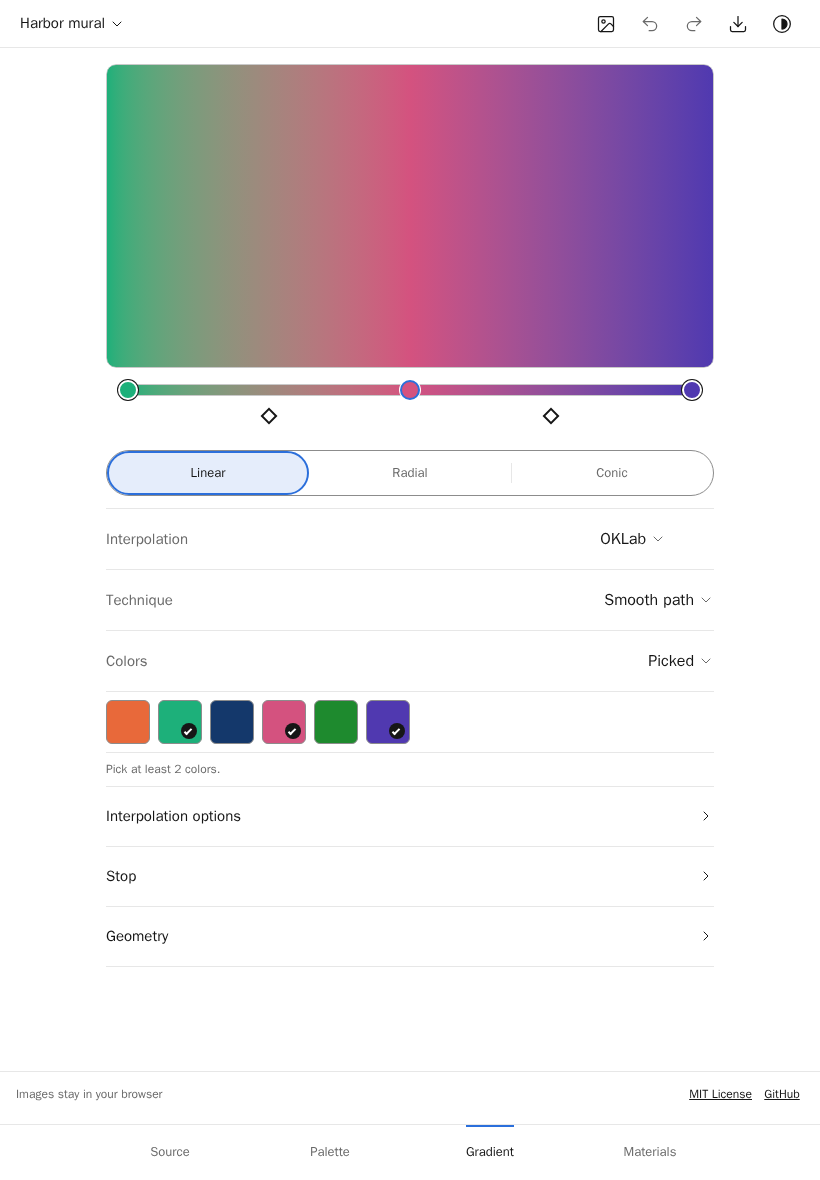 Harbor mural
Linear
Radial
Conic
Interpolation
OKLab
Technique
Smooth path
Colors
Picked
Pick at least 2 colors.
Interpolation options
Stop
Geometry
Images stay in your browser
MIT License
GitHub
Source
Palette
Gradient
Materials